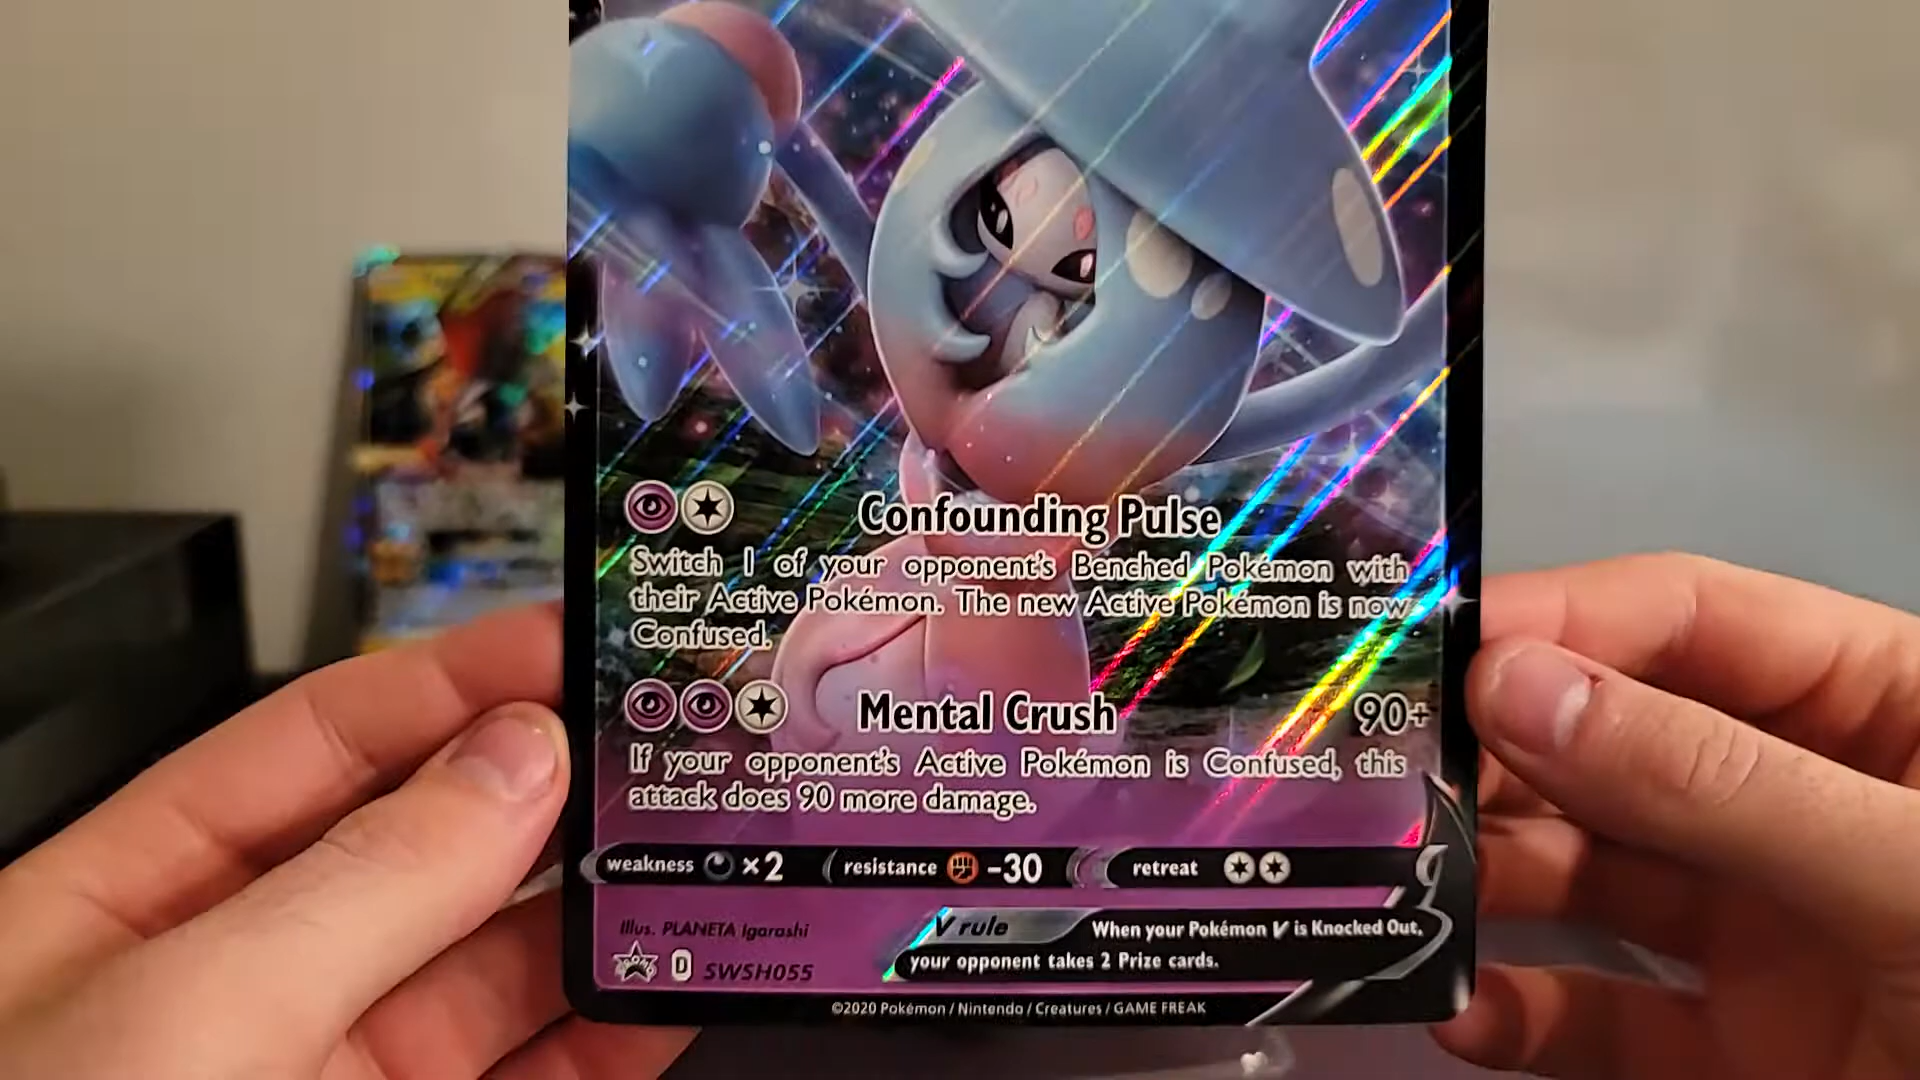 Confounding Pulse
Switch 1 of your opponent's Benched Pokémon with
their Active Pokémon. The new Active Pokémon is now
Confused.
Mental Crush 90+
If your opponent's Active Pokémon is Confused, this
attack does 90 more damage.
weakness ×2 resistance -30 retreat
Illus. PLANETA Igarashi
V rule When your Pokémon V is Knocked Out,
your opponent takes 2 Prize cards.
D SWSH055
©2020 Pokémon / Nintendo / Creatures / GAME FREAK